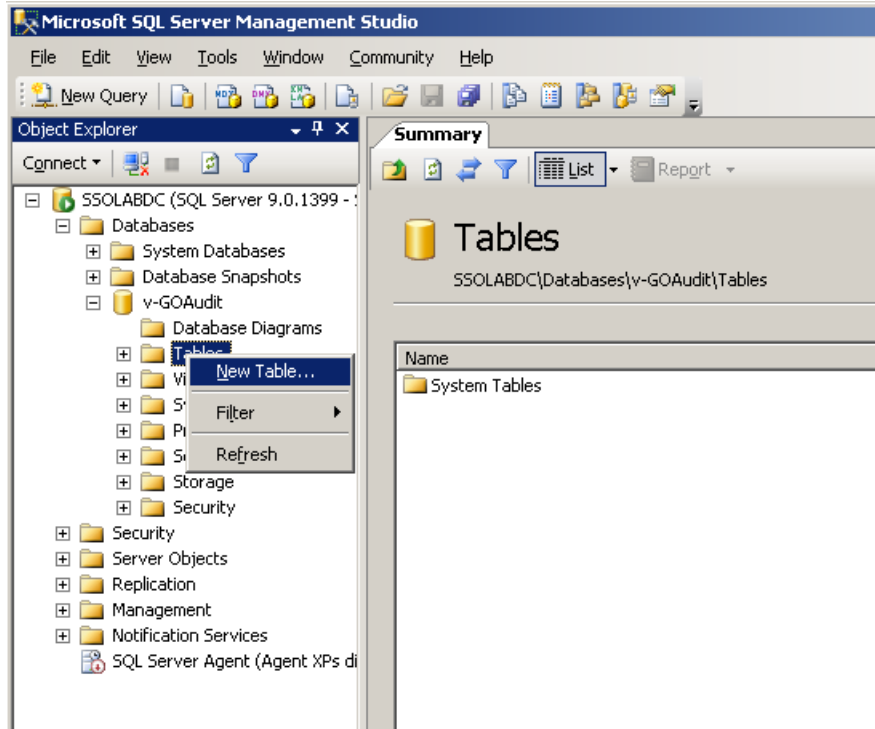 Microsoft SQL Server Management Studio
File Edit View Tools Window Community Help
New Query
Object Explorer
Connect
SSOLABDC (SQL Server 9.0.1399 -
Databases
System Databases
Database Snapshots
v-GOAudit
Database Diagrams
Tables
New Table...
Filter
Refresh
Storage
Security
Security
Server Objects
Replication
Management
Notification Services
SQL Server Agent (Agent XPs di
Summary
List Report
Tables
SSOLABDC\Databases\v-GOAudit\Tables
Name
System Tables